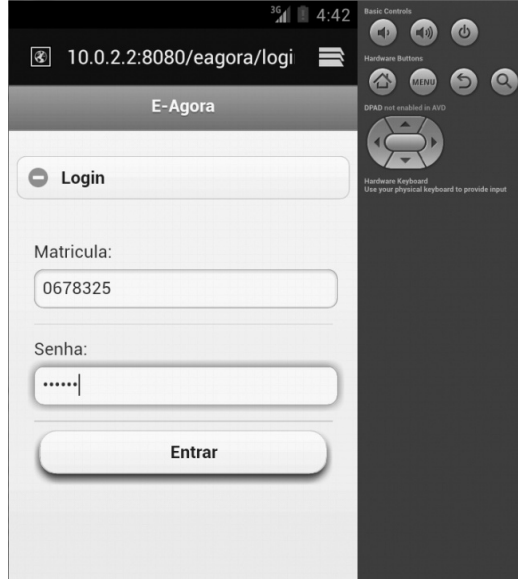 3G 4:42
10.0.2.2:8080/eagora/logi
E-Agora
Login
Matricula:
0678325
Senha:
••••••
Entrar
Basic Controls
Hardware Buttons
MENU
DPAD not enabled in AVD
Hardware Keyboard
Use your physical keyboard to provide input